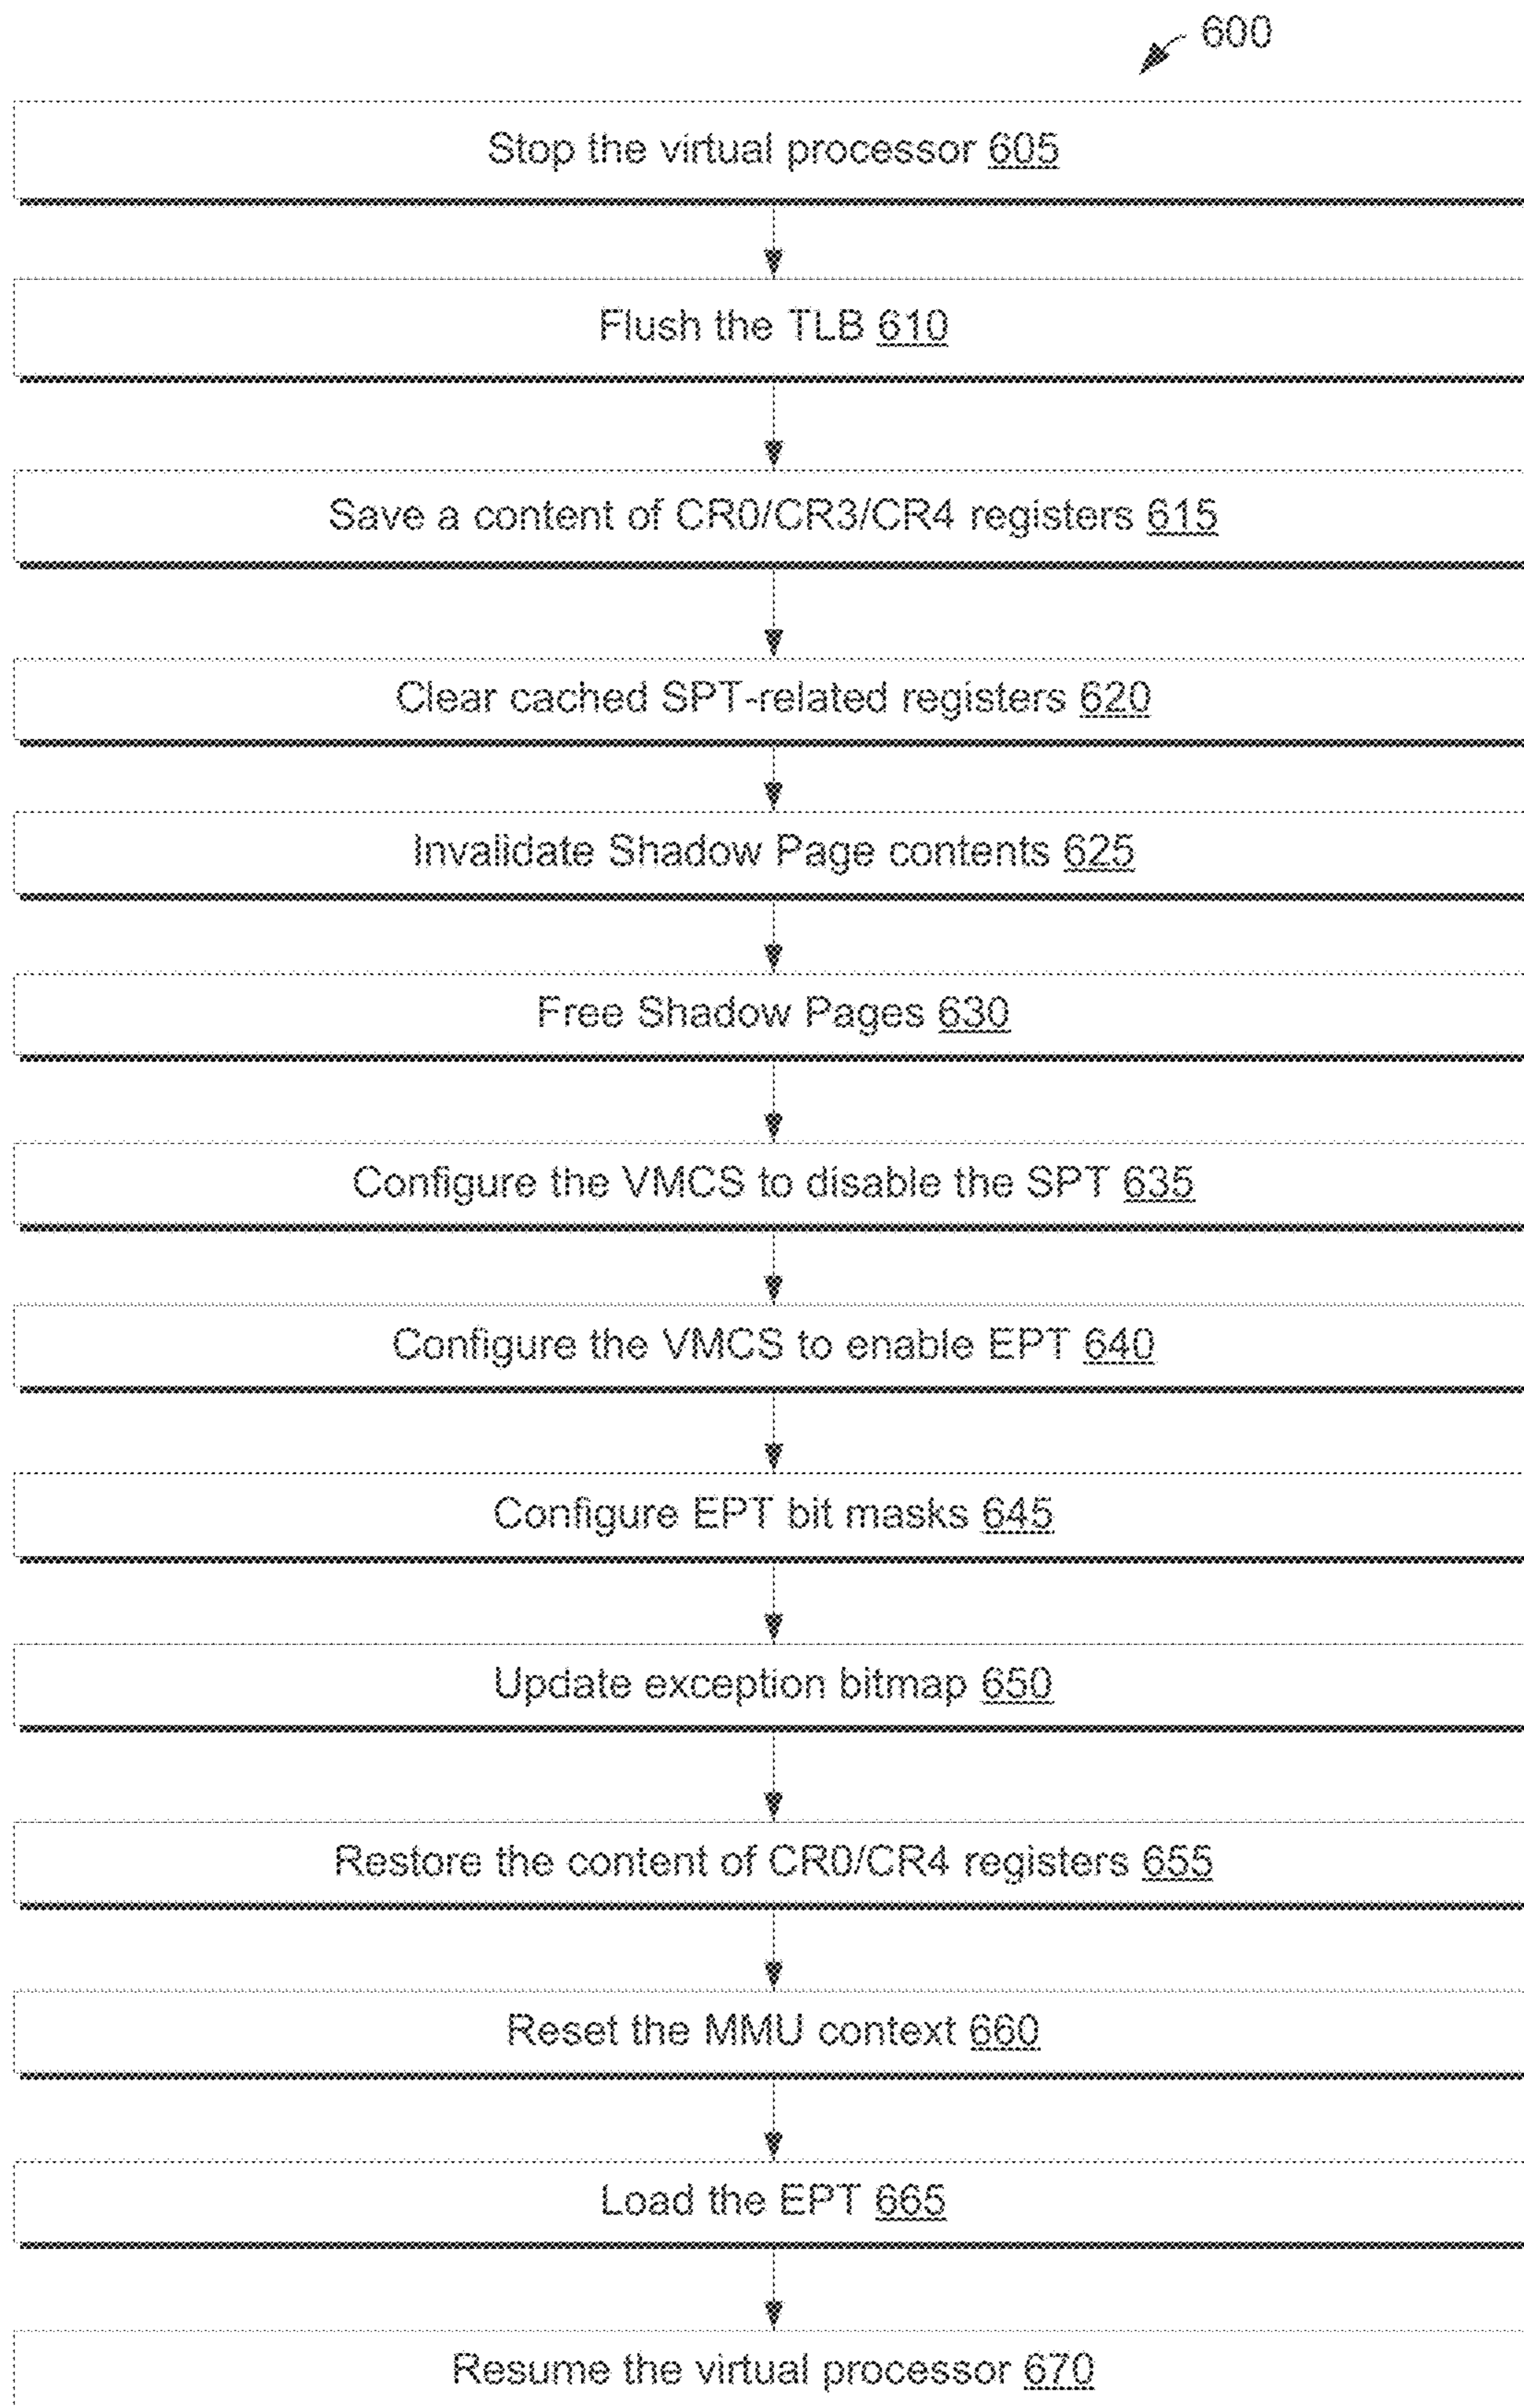 600
Stop the virtual processor 605
Flush the TLB 610
Save a content of CR0/CR3/CR4 registers 615
Clear cached SPT-related registers 620
Invalidate Shadow Page contents 625
Free Shadow Pages 630
Configure the VMCS to disable the SPT 635
Configure the VMCS to enable EPT 640
Configure EPT bit masks 645
Update exception bitmap 650
Restore the content of CR0/CR4 registers 655
Reset the MMU context 660
Load the EPT 665
Resume the virtual processor 670